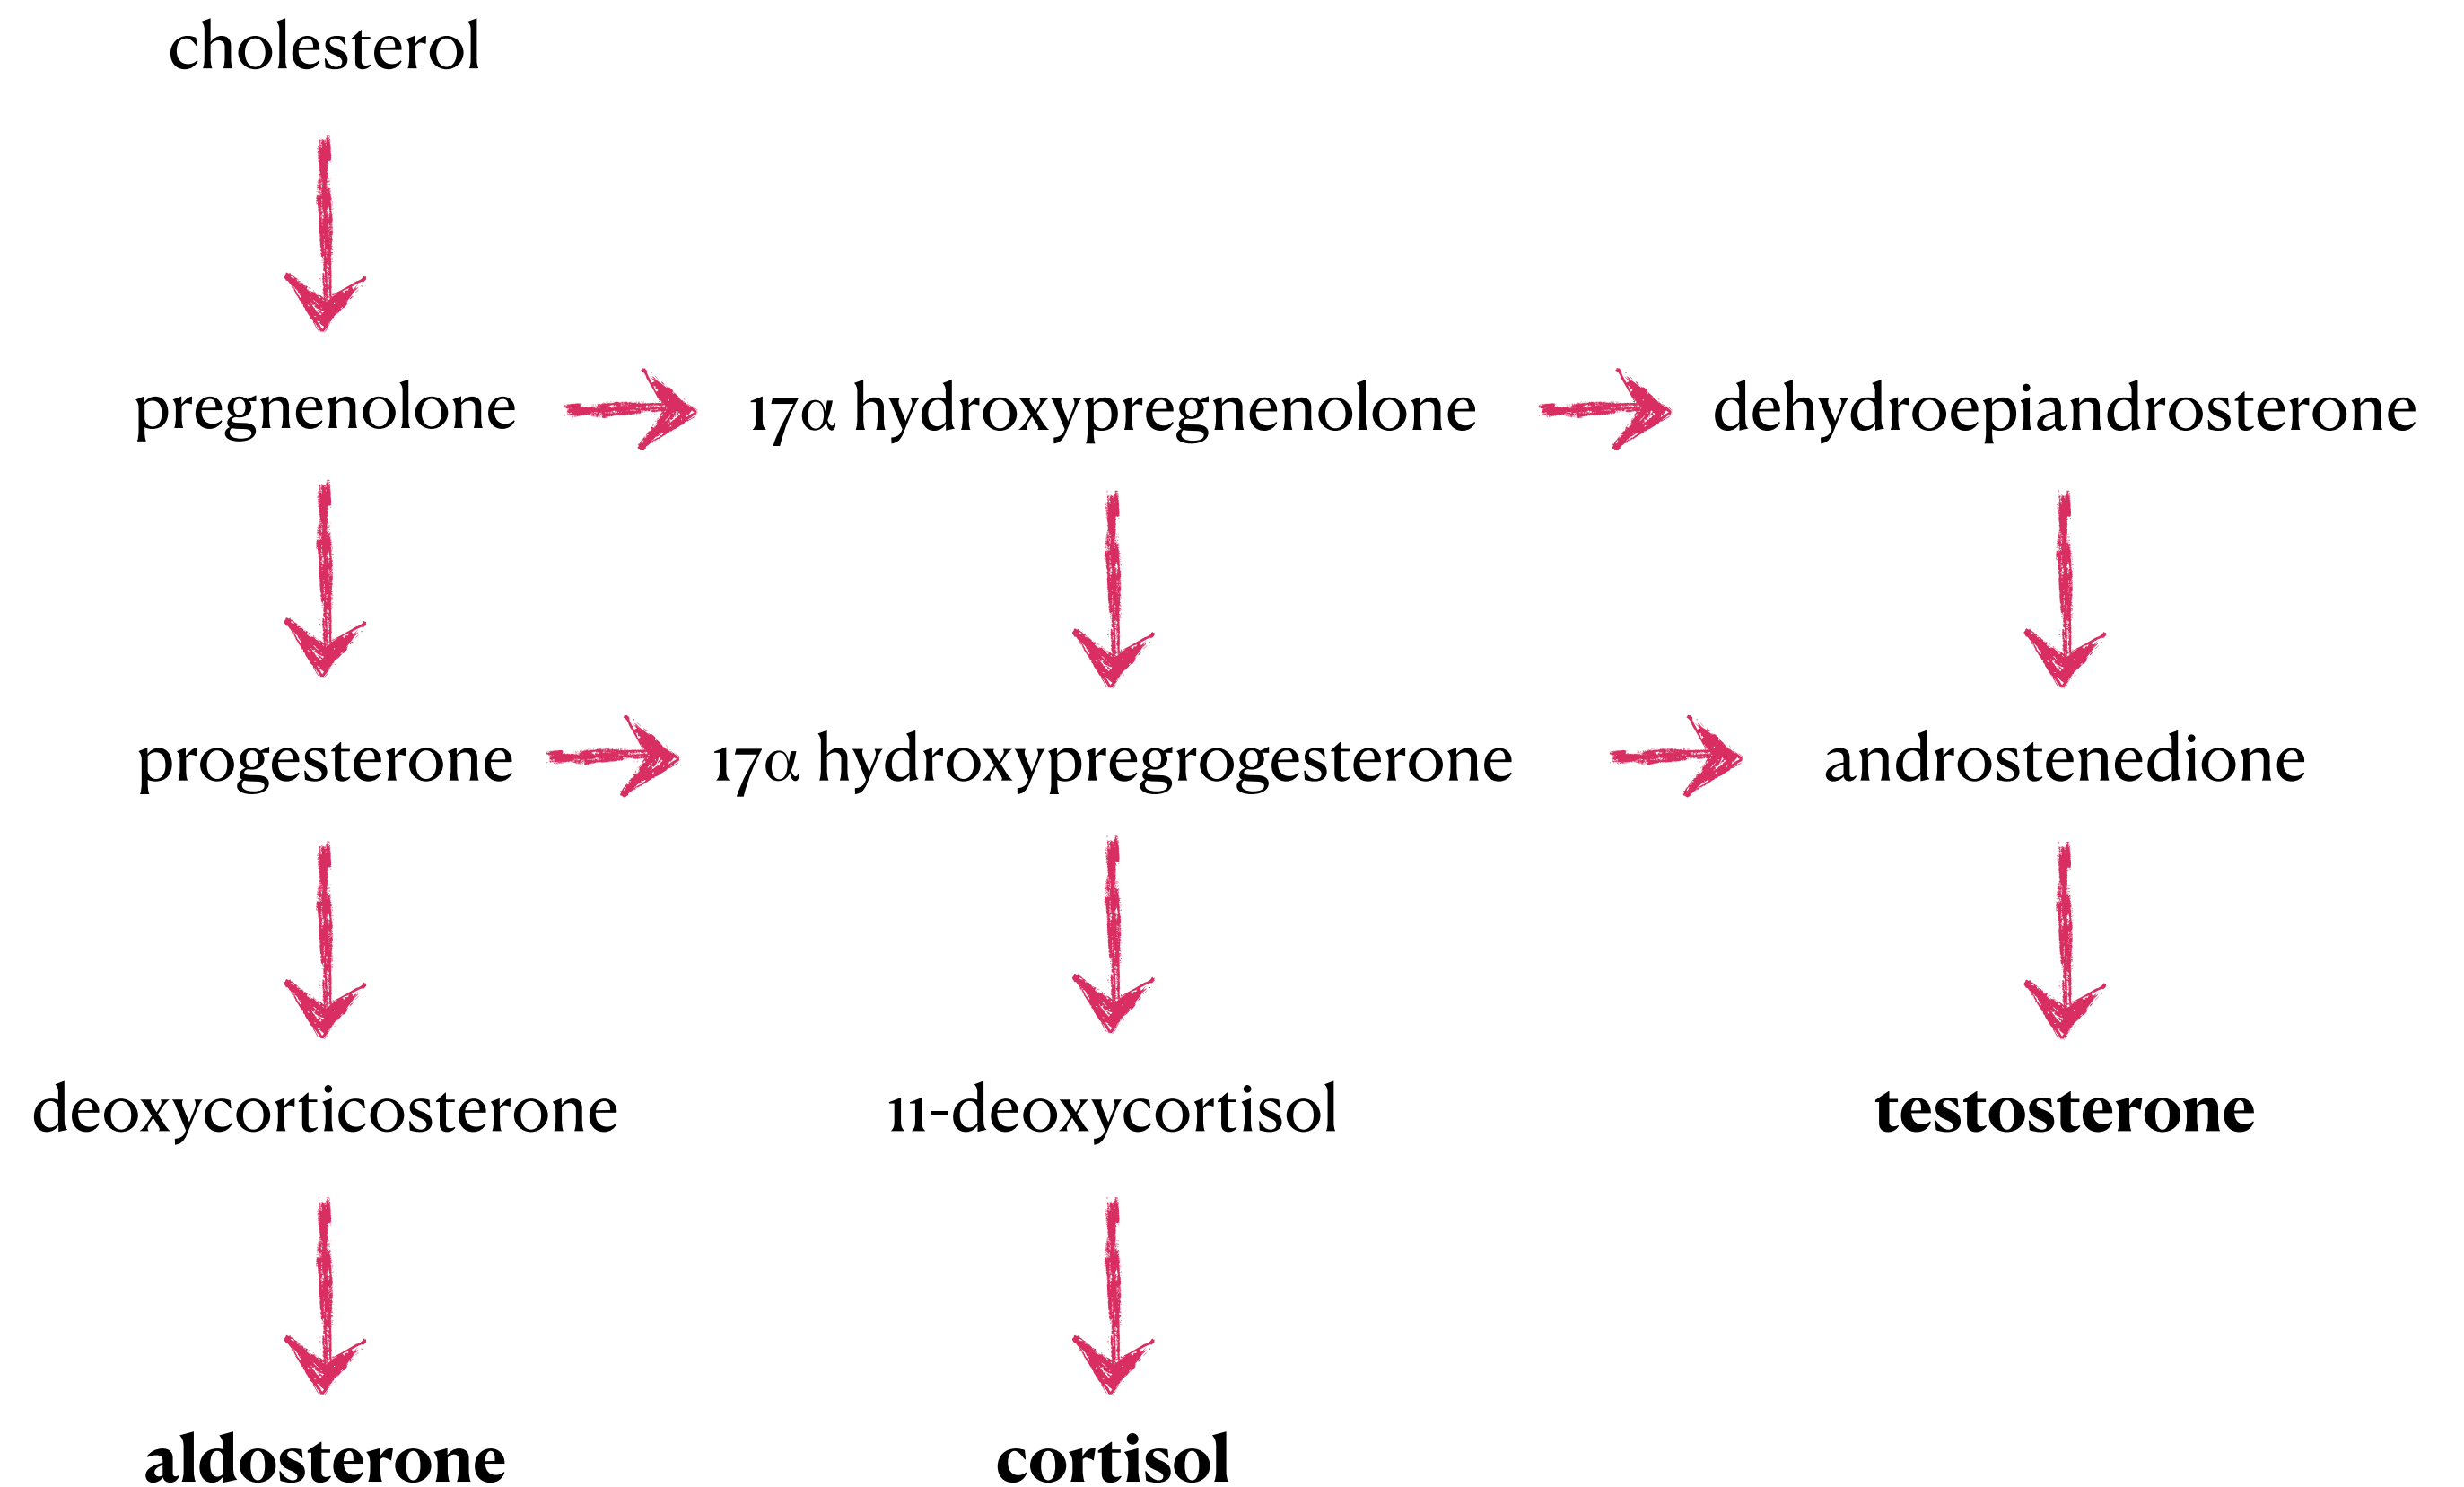 cholesterol
pregnenolone
17α hydroxypregnenolone
dehydroepiandrosterone
progesterone
17α hydroxypregrogesterone
androstenedione
deoxycorticosterone
11-deoxycortisol
testosterone
aldosterone
cortisol